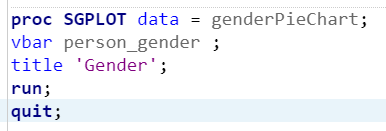 proc SGPLOT data = genderPieChart;
vbar person_gender ;
title 'Gender';
run;
quit;